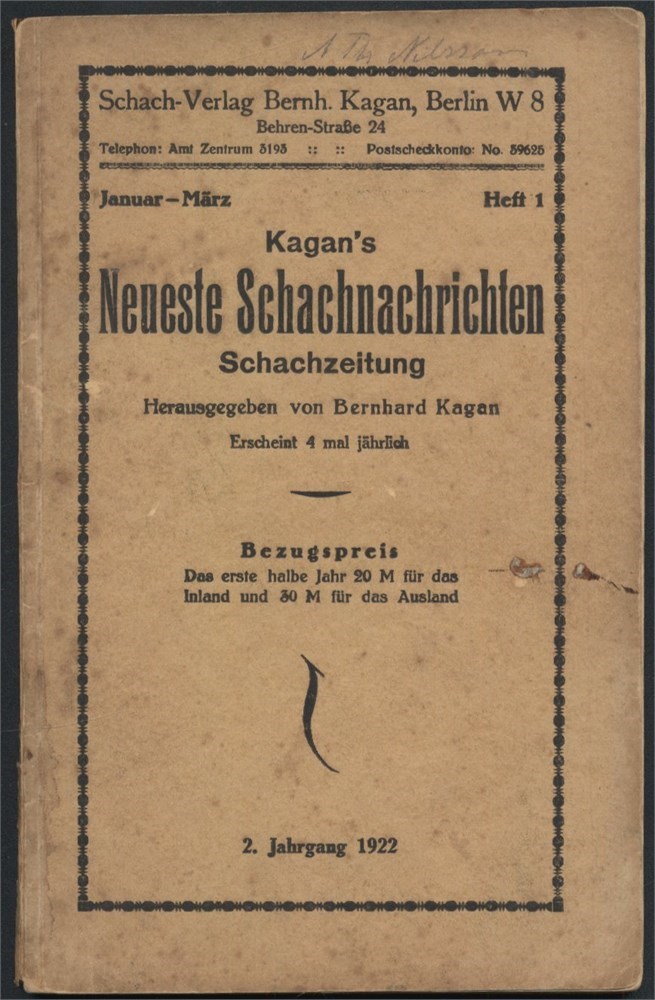 Schach-Verlag Bernh. Kagan, Berlin W 8
Behren-Straße 24
Telephon: Amt Zentrum 3193 :: :: Postscheckkonto: No. 59625
Januar–März Heft 1
Kagan's
Neueste Schachnachrichten
Schachzeitung
Herausgegeben von Bernhard Kagan
Erscheint 4 mal jährlich
Bezugspreis
Das erste halbe Jahr 20 M für das
Inland und 30 M für das Ausland
2. Jahrgang 1922